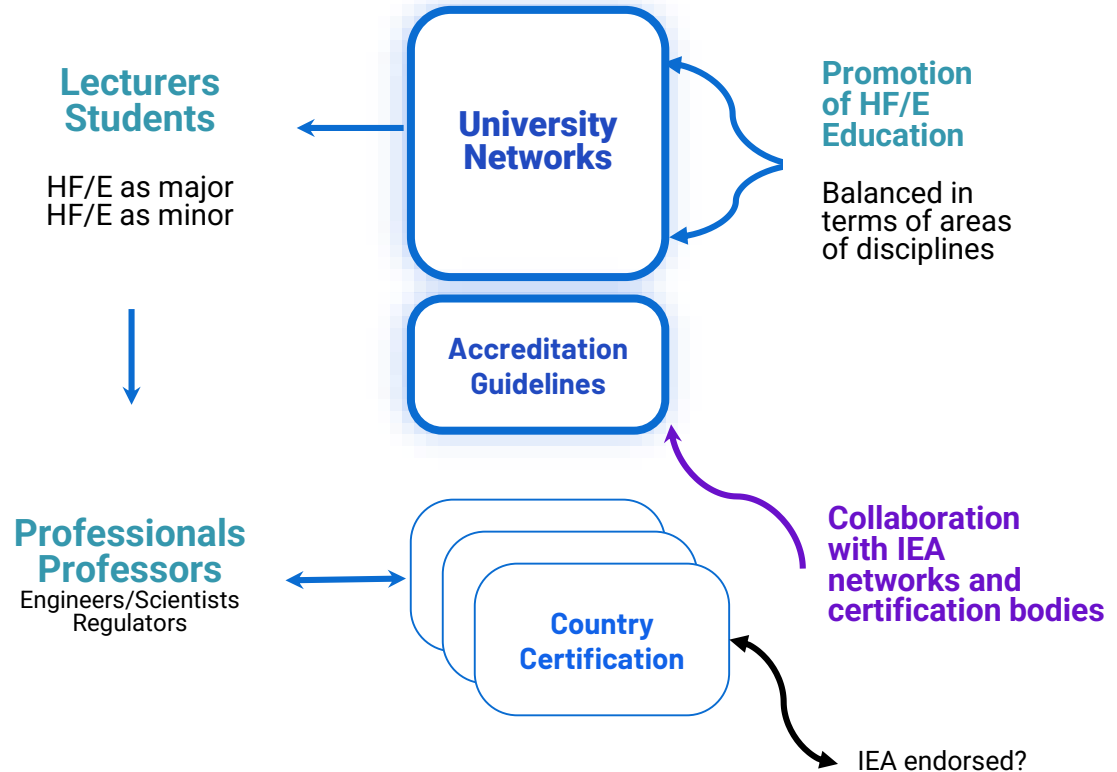 Lecturers
Students
HF/E as major
HF/E as minor
University
Networks
Promotion
of HF/E
Education
Balanced in
terms of areas
of disciplines
Accreditation
Guidelines
Professionals
Professors
Engineers/Scientists
Regulators
Country
Certification
Collaboration
with IEA
networks and
certification bodies
IEA endorsed?